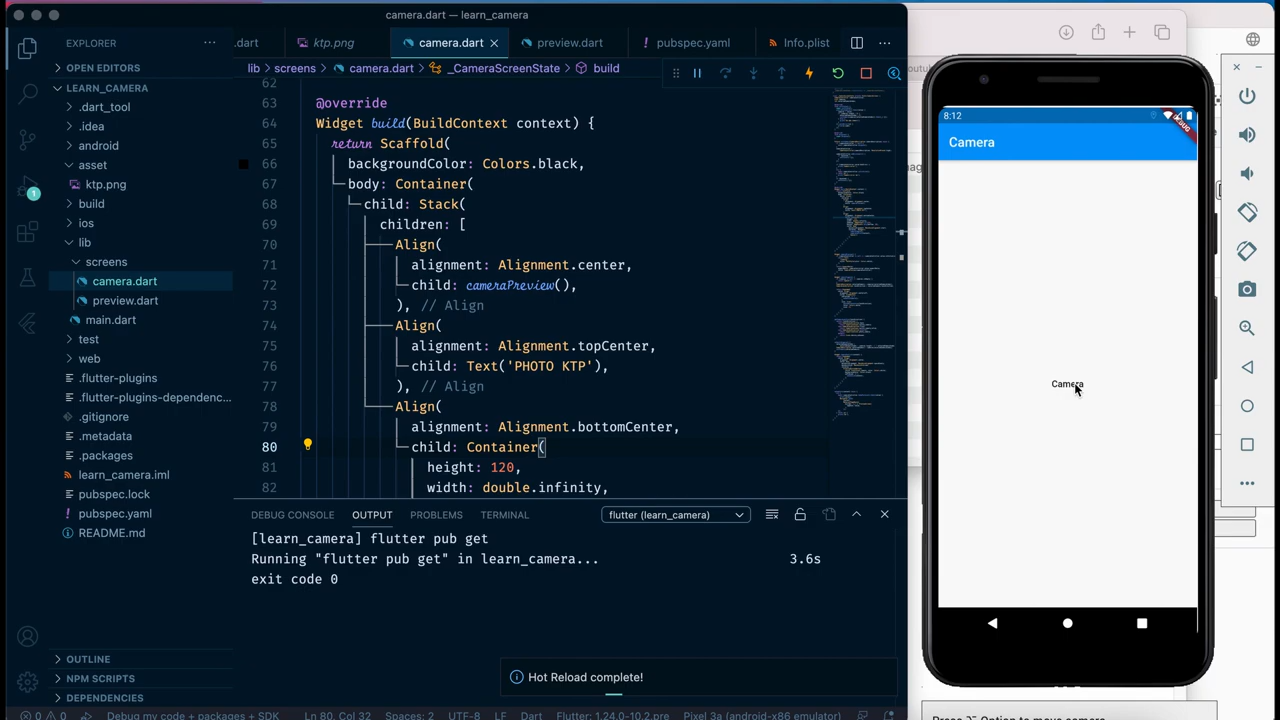 camera.dart — learn_camera
EXPLORER
.dart
ktp.png
camera.dart
preview.dart
pubspec.yaml
Info.plist
OPEN EDITORS
lib
screens
camera.dart
_CameraScreenState
build
LEARN_CAMERA
.dart_tool
.idea
android
asset
ktp.png
build
ios
lib
screens
camera.dart
preview.dart
main.dart
test
web
.flutter-plugins
.flutter-plugins-dependenc...
.gitignore
.metadata
.packages
learn_camera.iml
pubspec.lock
pubspec.yaml
README.md
OUTLINE
NPM SCRIPTS
DEPENDENCIES
1
62
63 @override
64 Widget build(BuildContext context) {
65 return Scaffold(
66 backgroundColor: Colors.black,
67 body: Container(
68 child: Stack(
69 children: [
70 Align(
71 alignment: Alignment.center,
72 child: cameraPreview(),
73 ), // Align
74 Align(
75 alignment: Alignment.topCenter,
76 child: Text('PHOTO KTP'),
77 ), // Align
78 Align(
79 alignment: Alignment.bottomCenter,
80 child: Container(
81 height: 120,
82 width: double.infinity,
DEBUG CONSOLE
OUTPUT
PROBLEMS
TERMINAL
flutter (learn_camera)
[learn_camera] flutter pub get
Running "flutter pub get" in learn_camera... 3.6s
exit code 0
Hot Reload complete!
0 0
Debug my code + packages + SDK
Ln 80, Col 32
Spaces: 2
UTF-8
LF
Dart
Flutter: 1.24.0-10.2.pre
Pixel 3a (android-x86 emulator)
8:12
DEBUG
Camera
Camera